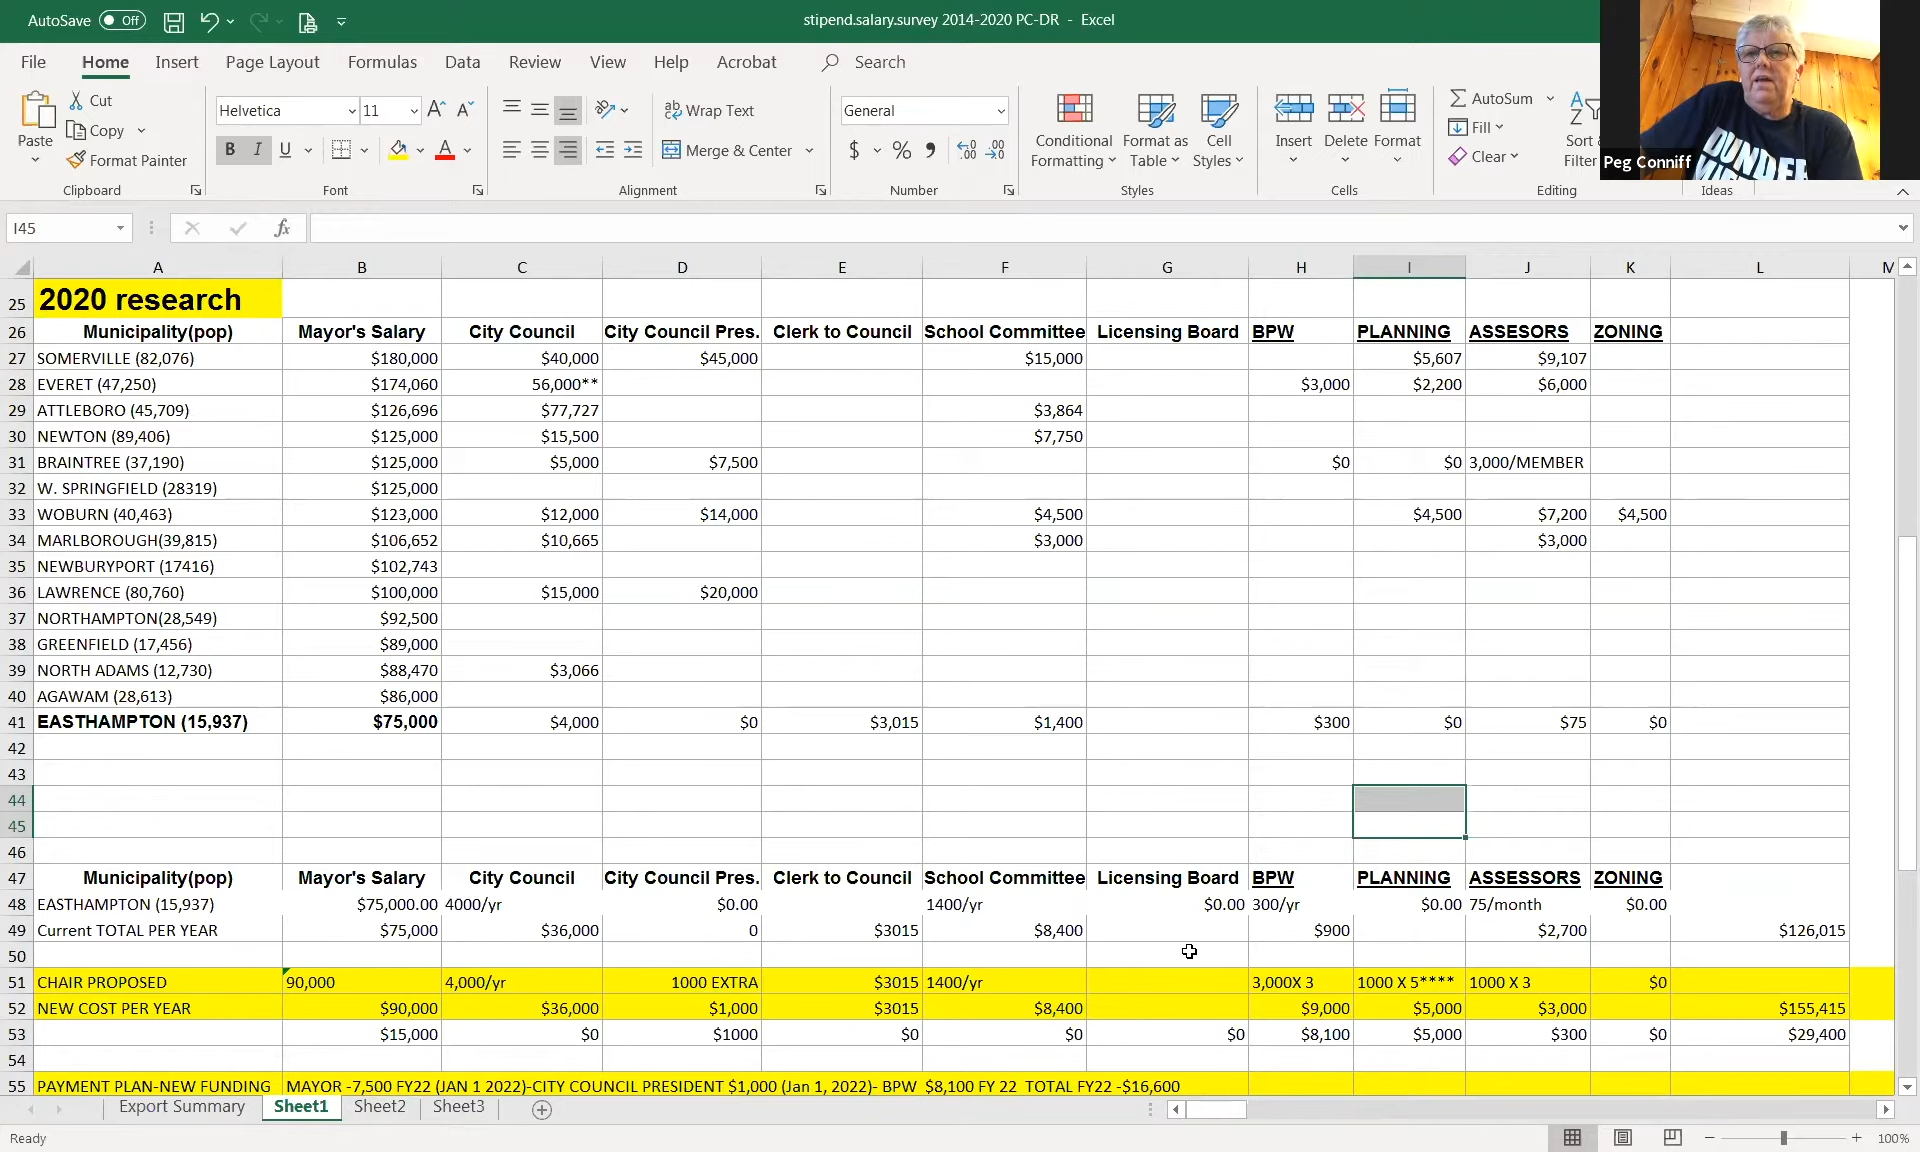 AutoSave Off stipend.salary.survey 2014-2020 PC-DR - Excel
File Home Insert Page Layout Formulas Data Review View Help Acrobat Search
Paste Cut Copy Format Painter Clipboard
Helvetica 11 B I U A A Font
Wrap Text Merge & Center Alignment
General $ % Number
Conditional Formatting Format as Table Cell Styles Styles
Insert Delete Format Cells
AutoSum Fill Clear Sort Filter Editing Ideas
Peg Conniff
DUNDER
I45 fx
A B C D E F G H I J K L M
25 2020 research
26 Municipality(pop) Mayor's Salary City Council City Council Pres. Clerk to Council School Committee Licensing Board BPW PLANNING ASSESORS ZONING
27 SOMERVILLE (82,076) $180,000 $40,000 $45,000 $15,000 $5,607 $9,107
28 EVERET (47,250) $174,060 56,000** $3,000 $2,200 $6,000
29 ATTLEBORO (45,709) $126,696 $77,727 $3,864
30 NEWTON (89,406) $125,000 $15,500 $7,750
31 BRAINTREE (37,190) $125,000 $5,000 $7,500 $0 $0 3,000/MEMBER
32 W. SPRINGFIELD (28319) $125,000
33 WOBURN (40,463) $123,000 $12,000 $14,000 $4,500 $4,500 $7,200 $4,500
34 MARLBOROUGH(39,815) $106,652 $10,665 $3,000 $3,000
35 NEWBURYPORT (17416) $102,743
36 LAWRENCE (80,760) $100,000 $15,000 $20,000
37 NORTHAMPTON(28,549) $92,500
38 GREENFIELD (17,456) $89,000
39 NORTH ADAMS (12,730) $88,470 $3,066
40 AGAWAM (28,613) $86,000
41 EASTHAMPTON (15,937) $75,000 $4,000 $0 $3,015 $1,400 $300 $0 $75 $0
42
43
44
45
46
47 Municipality(pop) Mayor's Salary City Council City Council Pres. Clerk to Council School Committee Licensing Board BPW PLANNING ASSESSORS ZONING
48 EASTHAMPTON (15,937) $75,000.00 4000/yr $0.00 1400/yr $0.00 300/yr $0.00 75/month $0.00
49 Current TOTAL PER YEAR $75,000 $36,000 0 $3015 $8,400 $900 $2,700 $126,015
50
51 CHAIR PROPOSED 90,000 4,000/yr 1000 EXTRA $3015 1400/yr 3,000X 3 1000 X 5**** 1000 X 3 $0
52 NEW COST PER YEAR $90,000 $36,000 $1,000 $3015 $8,400 $9,000 $5,000 $3,000 $155,415
53 $15,000 $0 $1000 $0 $0 $0 $8,100 $5,000 $300 $0 $29,400
54
55 PAYMENT PLAN-NEW FUNDING MAYOR -7,500 FY22 (JAN 1 2022)-CITY COUNCIL PRESIDENT $1,000 (Jan 1, 2022)- BPW $8,100 FY 22 TOTAL FY22 -$16,600
Export Summary Sheet1 Sheet2 Sheet3
Ready 100%